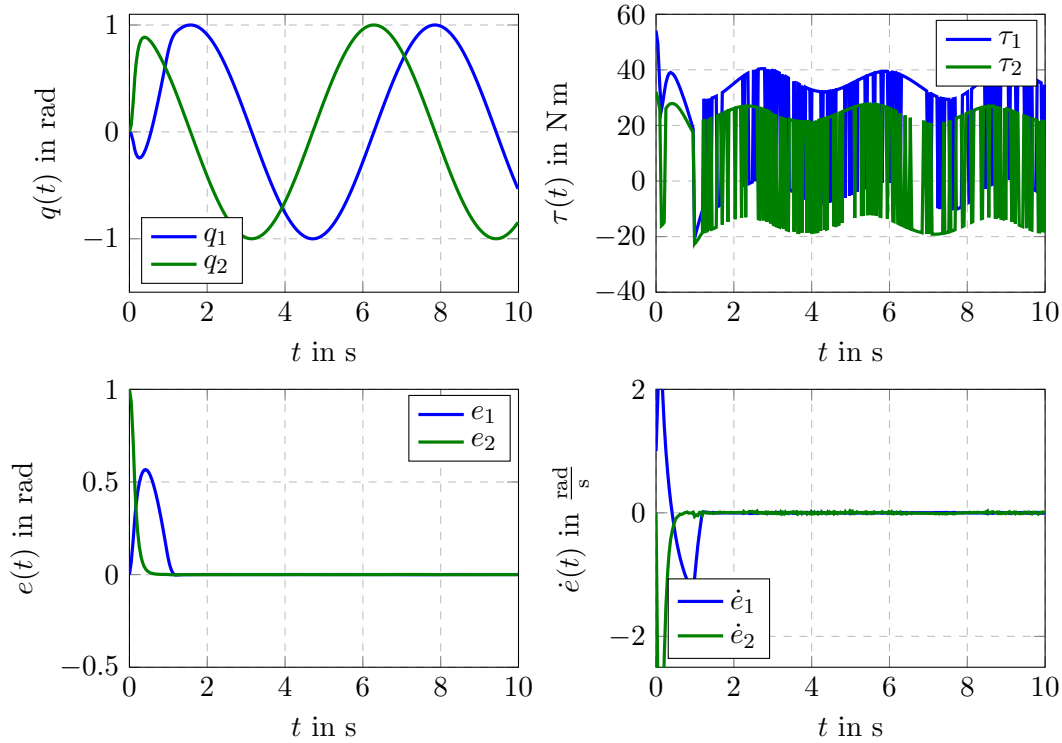 1
0
−1
q(t) in rad
q₁
q₂
0 2 4 6 8 10
t in s
60
40
20
0
−20
−40
τ(t) in N m
τ₁
τ₂
0 2 4 6 8 10
t in s
1
0.5
0
−0.5
e(t) in rad
e₁
e₂
0 2 4 6 8 10
t in s
2
0
−2
ė(t) in rad/s
ė₁
ė₂
0 2 4 6 8 10
t in s